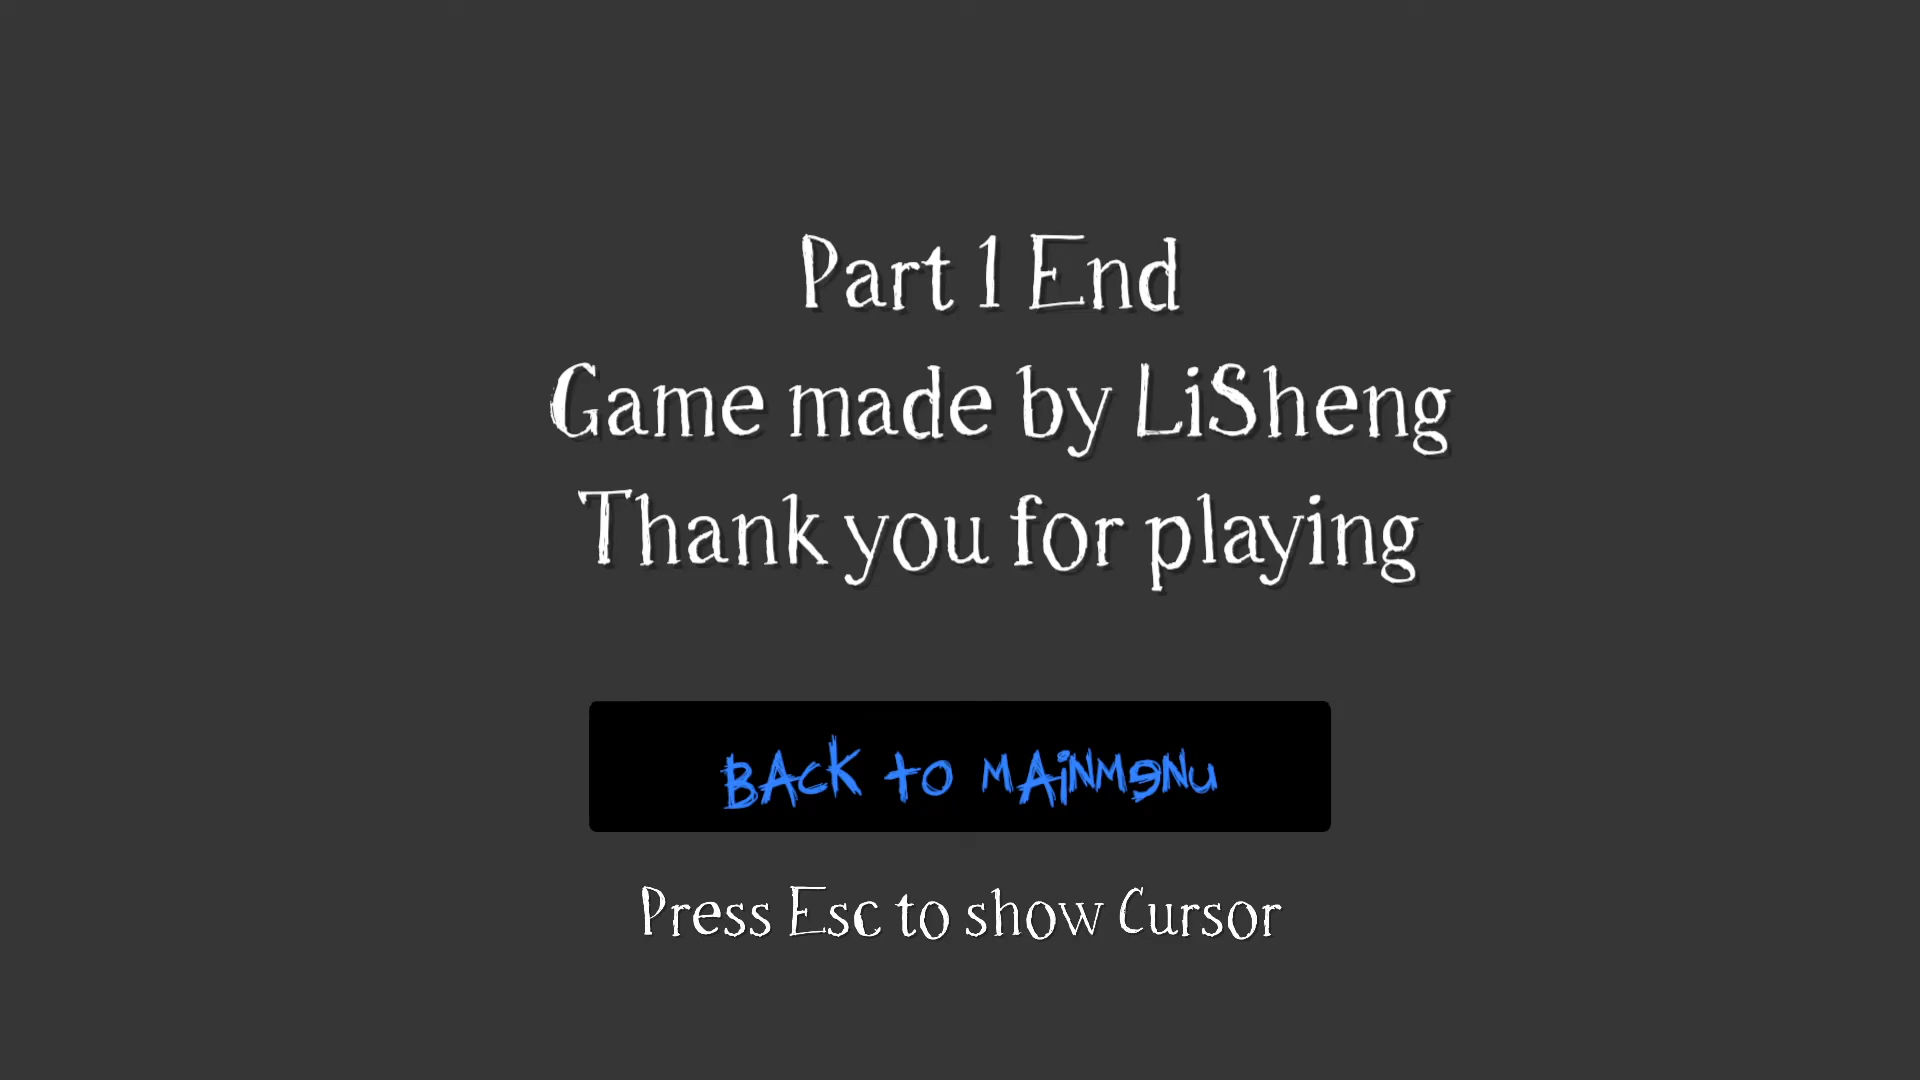 Part 1 End
Game made by LiSheng
Thank you for playing
BACK to MAiNMeNu
Press Esc to show Cursor